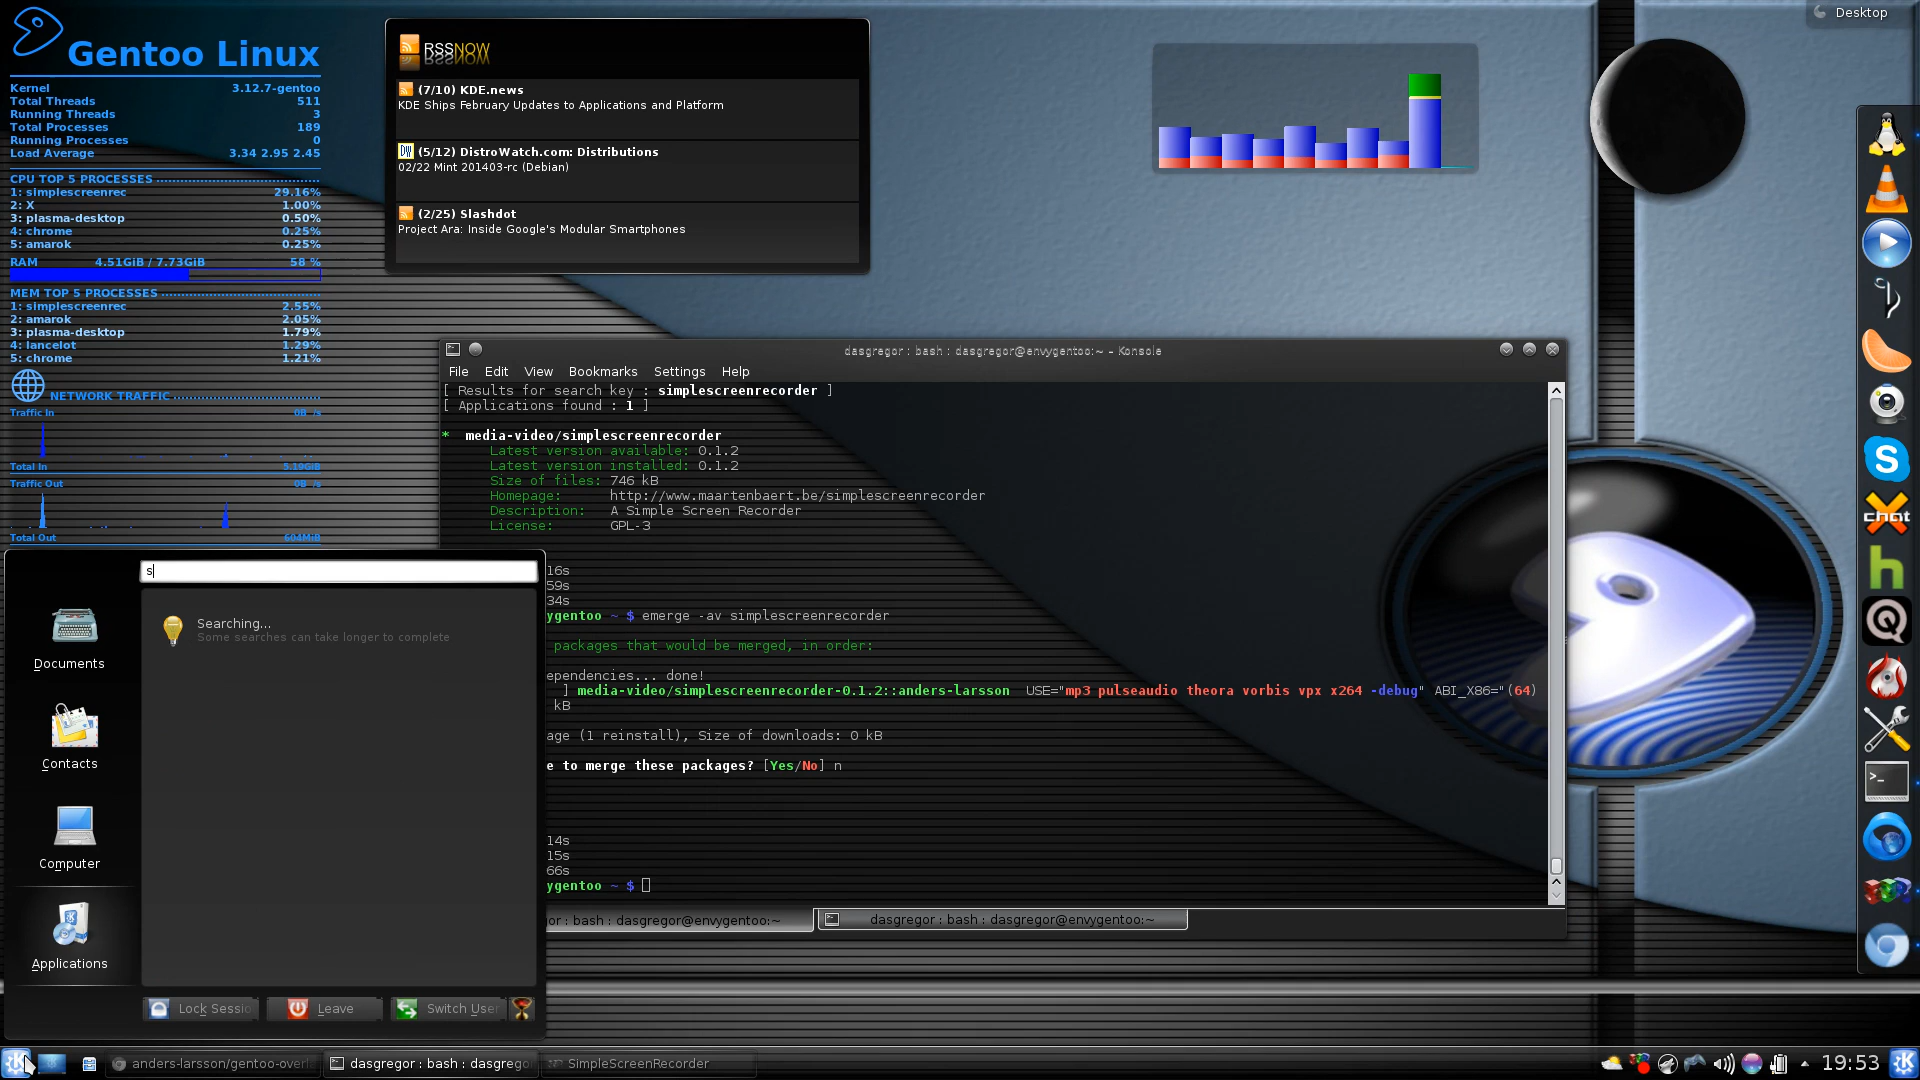 Gentoo Linux
Kernel 3.12.7-gentoo
Total Threads 511
Running Threads 3
Total Processes 189
Running Processes 0
Load Average 3.34 2.95 2.45
CPU TOP 5 PROCESSES
1: simplescreenrec 29.16%
2: X 1.00%
3: plasma-desktop 0.50%
4: chrome 0.25%
5: amarok 0.25%
RAM 4.51GiB / 7.73GiB 58 %
MEM TOP 5 PROCESSES
1: simplescreenrec 2.55%
2: amarok 2.05%
3: plasma-desktop 1.79%
4: lancelot 1.29%
5: chrome 1.21%
NETWORK TRAFFIC
Traffic In 0B /s
Total In 5.19GiB
Traffic Out 0B /s
Total Out 604MiB
RSSNOW
(7/10) KDE.news
KDE Ships February Updates to Applications and Platform
DW (5/12) DistroWatch.com: Distributions
02/22 Mint 201403-rc (Debian)
(2/25) Slashdot
Project Ara: Inside Google's Modular Smartphones
Desktop
dasgregor : bash : dasgregor@envygentoo:~ – Konsole
File Edit View Bookmarks Settings Help
[ Results for search key : simplescreenrecorder ]
[ Applications found : 1 ]
* media-video/simplescreenrecorder
Latest version available: 0.1.2
Latest version installed: 0.1.2
Size of files: 746 kB
Homepage: http://www.maartenbaert.be/simplescreenrecorder
Description: A Simple Screen Recorder
License: GPL-3
16s
59s
34s
ygentoo ~ $ emerge -av simplescreenrecorder
packages that would be merged, in order:
ependencies... done!
] media-video/simplescreenrecorder-0.1.2::anders-larsson USE="mp3 pulseaudio theora vorbis vpx x264 -debug" ABI_X86="(64)
kB
age (1 reinstall), Size of downloads: 0 kB
e to merge these packages? [Yes/No] n
14s
15s
66s
ygentoo ~ $
or : bash : dasgregor@envygentoo:~
dasgregor : bash : dasgregor@envygentoo:~
s
Searching...
Some searches can take longer to complete
Documents
Contacts
Computer
Applications
Lock Sessio
Leave
Switch User
chat
anders-larsson/gentoo-overl
dasgregor : bash : dasgrego
SimpleScreenRecorder
19:53